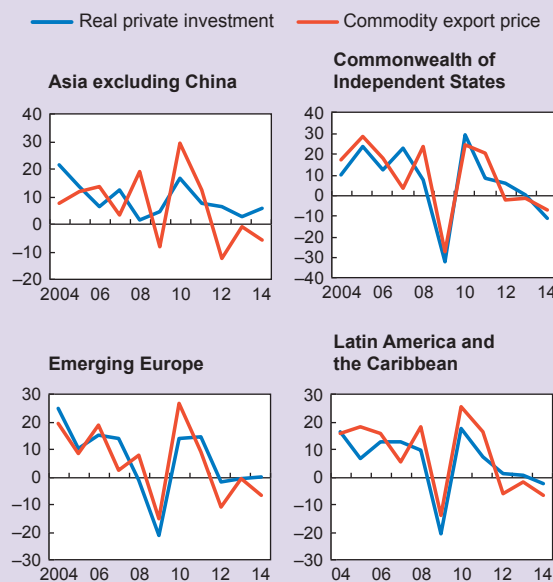 Real private investment
Commodity export price
Asia excluding China
40
30
20
10
0
–10
–20
2004 06 08 10 12 14
Commonwealth of
Independent States
40
30
20
10
0
–10
–20
–30
–40
2004 06 08 10 12 14
Emerging Europe
30
20
10
0
–10
–20
–30
2004 06 08 10 12 14
Latin America and
the Caribbean
30
20
10
0
–10
–20
–30
04 06 08 10 12 14